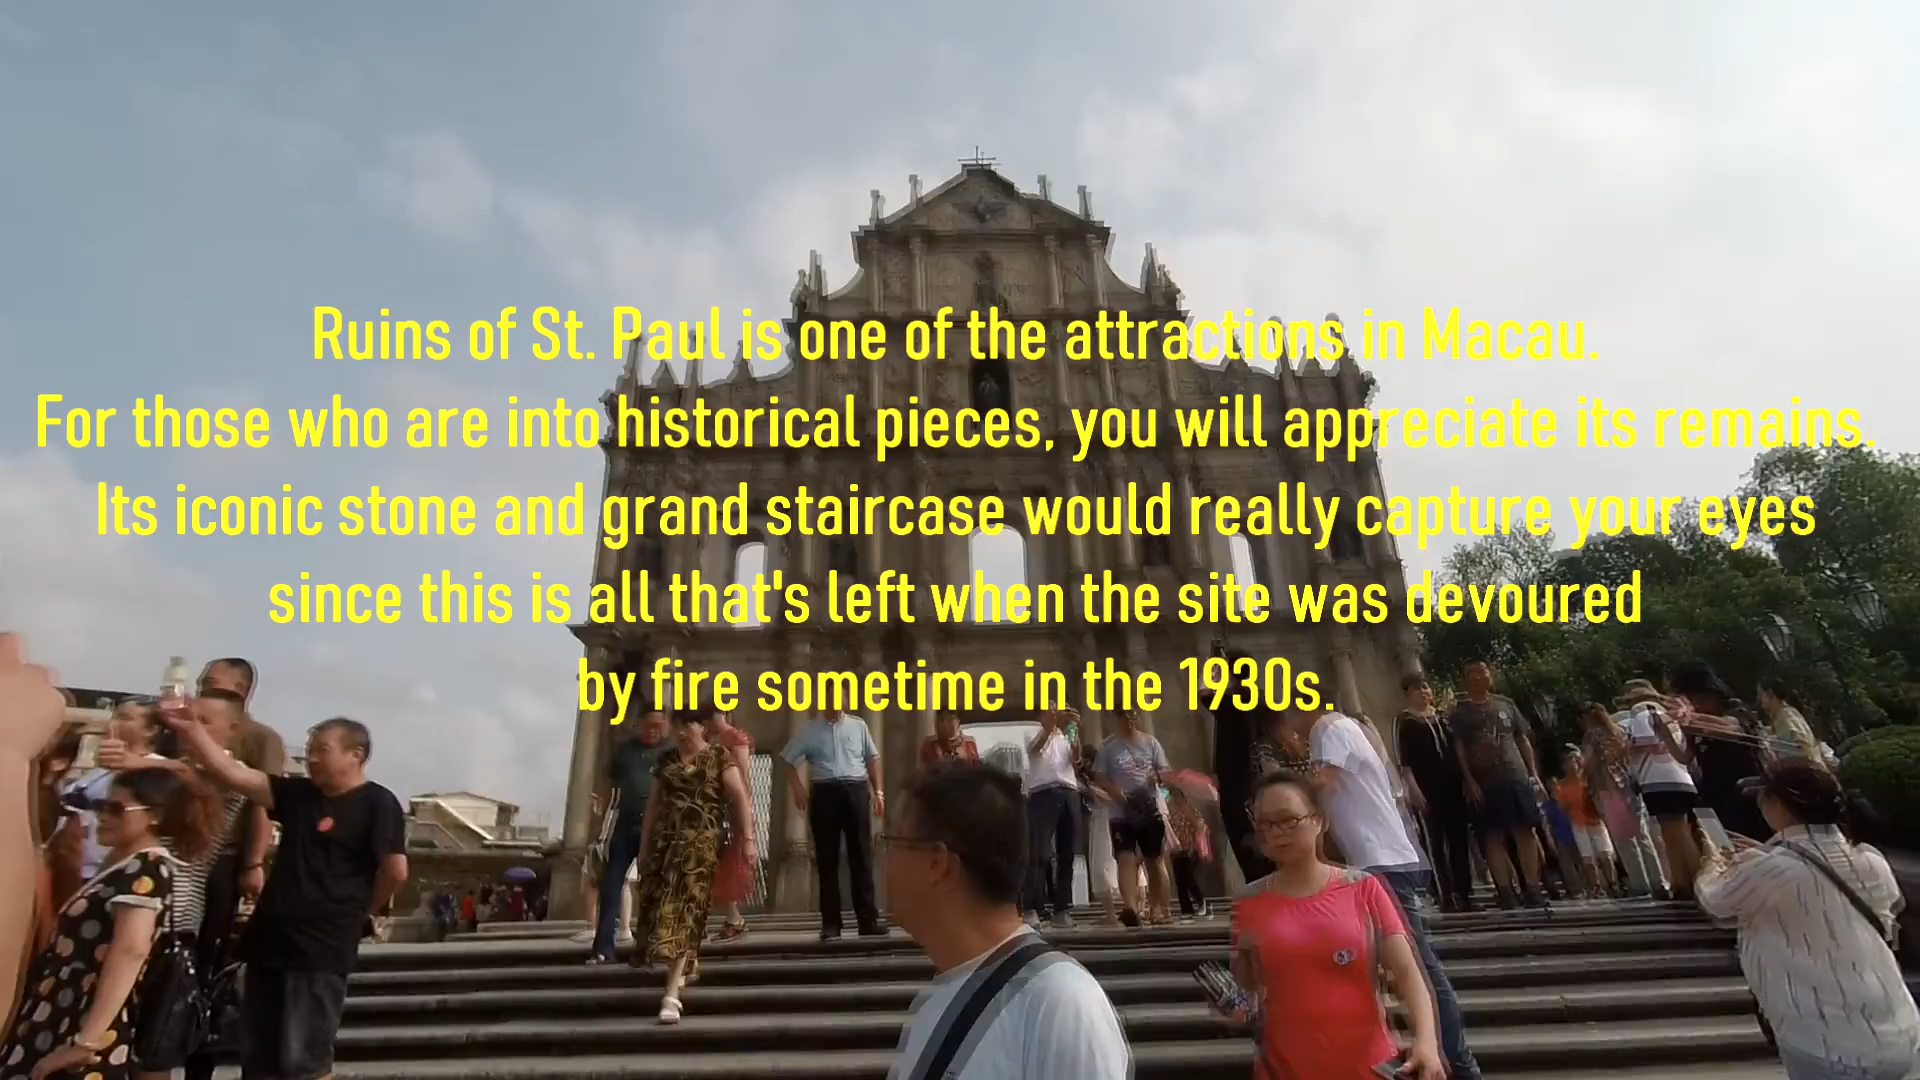 Ruins of St. Paul is one of the attractions in Macau.
For those who are into historical pieces, you will appreciate its remains.
Its iconic stone and grand staircase would really capture your eyes
since this is all that's left when the site was devoured
by fire sometime in the 1930s.